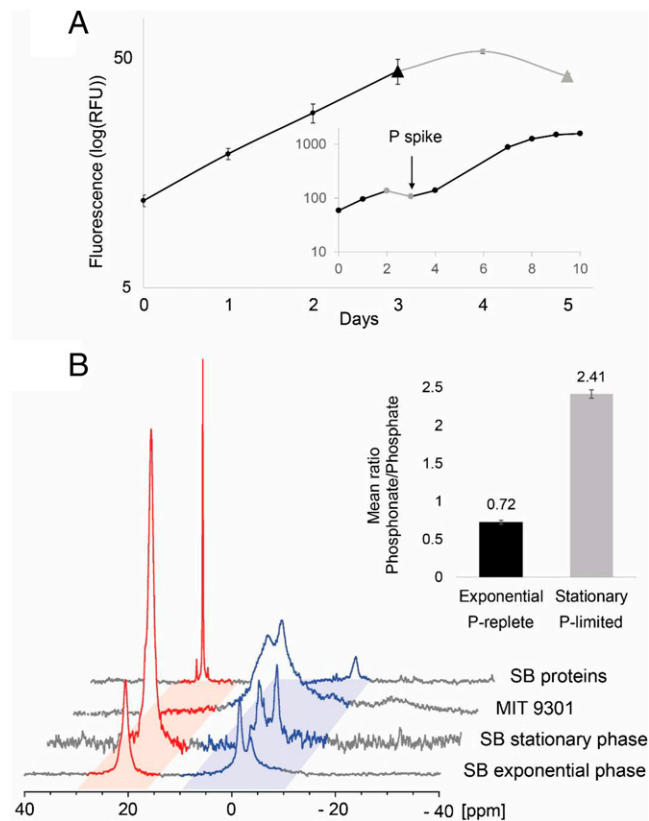 A
Fluorescence (log(RFU))
50
5
0 1 2 3 4 5
Days
P spike
1000
100
10
0 2 4 6 8 10
B
Mean ratio
Phosphonate/Phosphate
2.5
2
1.5
1
0.5
0
0.72
2.41
Exponential Stationary
P-replete P-limited
SB proteins
MIT 9301
SB stationary phase
SB exponential phase
40 20 0 - 20 - 40 [ppm]